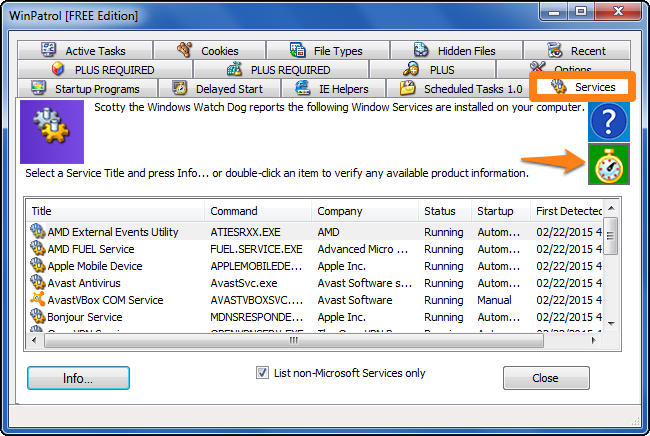 WinPatrol [FREE Edition]
Active Tasks Cookies File Types Hidden Files Recent
PLUS REQUIRED PLUS REQUIRED PLUS Options
Startup Programs Delayed Start IE Helpers Scheduled Tasks 1.0 Services
Scotty the Windows Watch Dog reports the following Window Services are installed on your computer.
?
Select a Service Title and press Info... or double-click an item to verify any available product information.
Title Command Company Status Startup First Detected
AMD External Events Utility ATIESRXX.EXE AMD Running Autom... 02/22/2015 4
AMD FUEL Service FUEL.SERVICE.EXE Advanced Micro ... Running Autom... 02/22/2015 4
Apple Mobile Device APPLEMOBILEDE... Apple Inc. Running Autom... 02/22/2015 4
Avast Antivirus AvastSvc.exe Avast Software s... Running Autom... 02/22/2015 4
AvastVBox COM Service AVASTVBOXSVC.... Avast Software Running Manual 02/22/2015 4
Bonjour Service MDNSRESPONDE... Apple Inc. Running Autom... 02/22/2015 4
Info... List non-Microsoft Services only Close